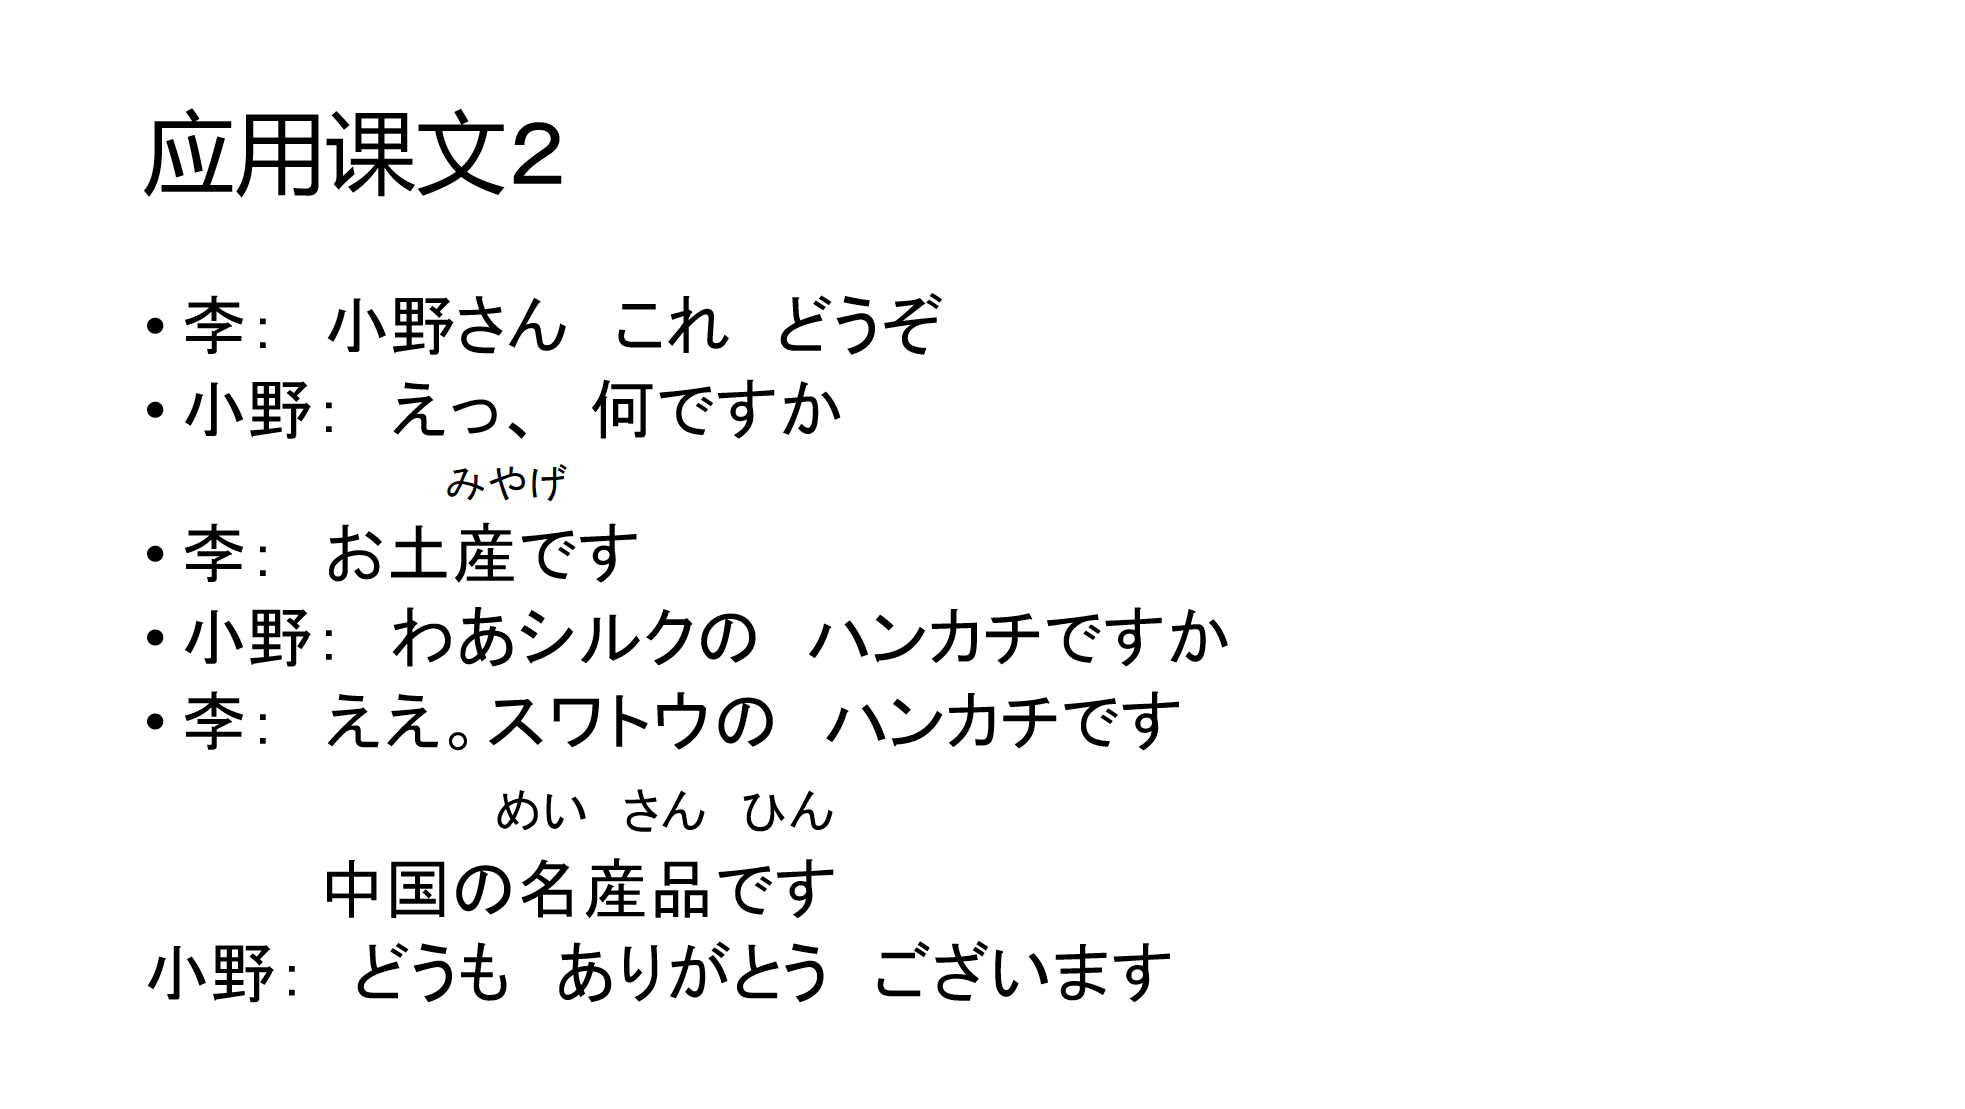 应用课文２
• 李：　小野さん　これ　どうぞ
• 小野：　えっ、　何ですか
みやげ
• 李：　お土産です
• 小野：　わあシルクの　ハンカチですか
• 李：　ええ。スワトウの　ハンカチです
めい　さん　ひん
中国の名産品です
小野：　どうも　ありがとう　ございます